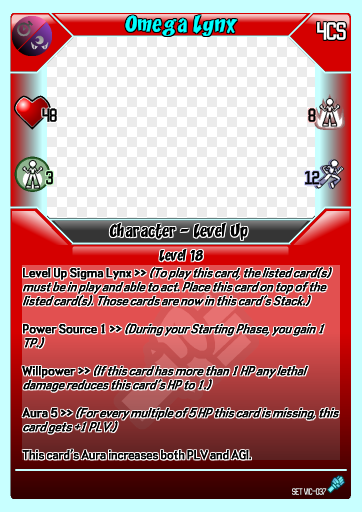 Omega Lynx
4CS
48
8
3
12
Character - Level Up
Level 18
Level Up Sigma Lynx >> (To play this card, the listed card(s)
must be in play and able to act. Place this card on top of the
listed card(s). Those cards are now in this card's Stack.)
Power Source 1 >> (During your Starting Phase, you gain 1
TP.)
Willpower >> (If this card has more than 1 HP any lethal
damage reduces this card's HP to 1.)
Aura 5 >> (For every multiple of 5 HP this card is missing, this
card gets +1 PLV.)
This card's Aura increases both PLV and AGI.
SET VIC-037